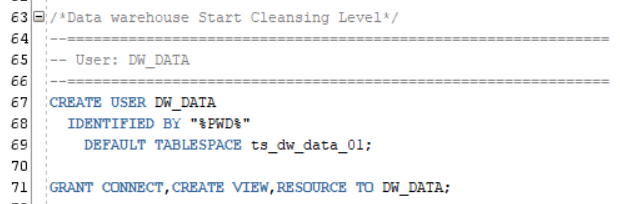 63 /*Data warehouse Start Cleansing Level*/
64 --============================================================
65 -- User: DW_DATA
66 --============================================================
67 CREATE USER DW_DATA
68 IDENTIFIED BY "%PWD%"
69 DEFAULT TABLESPACE ts_dw_data_01;
70
71 GRANT CONNECT,CREATE VIEW,RESOURCE TO DW_DATA;